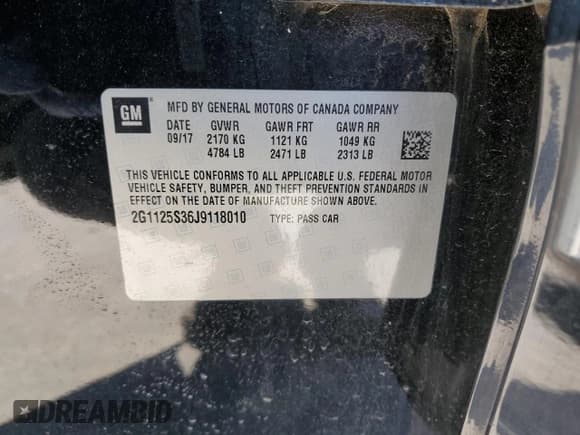 GM
MFD BY GENERAL MOTORS OF CANADA COMPANY
DATE GVWR GAWR FRT GAWR RR
09/17 2170 KG 1121 KG 1049 KG
4784 LB 2471 LB 2313 LB
THIS VEHICLE CONFORMS TO ALL APPLICABLE U.S. FEDERAL MOTOR
VEHICLE SAFETY, BUMPER, AND THEFT PREVENTION STANDARDS IN
EFFECT ON THE DATE OF MANUFACTURE SHOWN ABOVE.
2G1125S36J9118010 TYPE: PASS CAR
DREAMBID